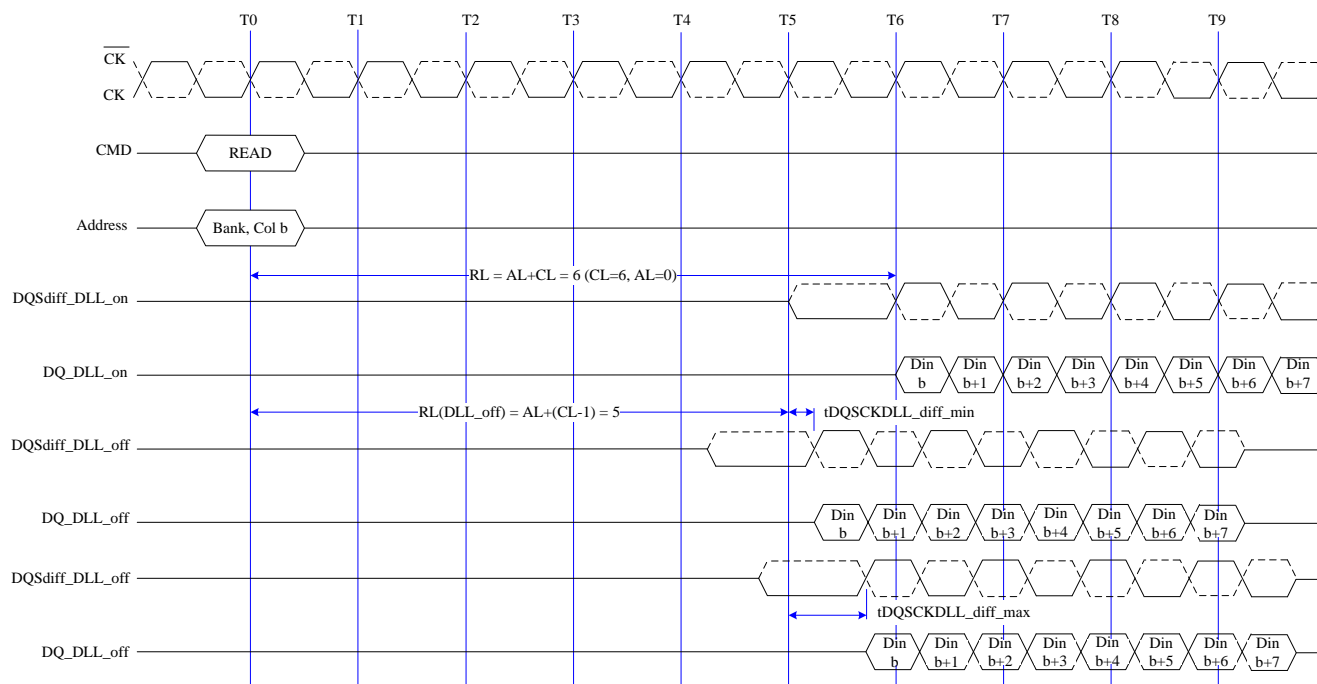 T0 T1 T2 T3 T4 T5 T6 T7 T8 T9
CK
CK
CMD
READ
Address
Bank, Col b
RL = AL+CL = 6 (CL=6, AL=0)
DQSdiff_DLL_on
DQ_DLL_on
Din Din Din Din Din Din Din Din
b b+1 b+2 b+3 b+4 b+5 b+6 b+7
RL(DLL_off) = AL+(CL-1) = 5
tDQSCKDLL_diff_min
DQSdiff_DLL_off
DQ_DLL_off
Din Din Din Din Din Din Din Din
b b+1 b+2 b+3 b+4 b+5 b+6 b+7
DQSdiff_DLL_off
tDQSCKDLL_diff_max
DQ_DLL_off
Din Din Din Din Din Din Din Din
b b+1 b+2 b+3 b+4 b+5 b+6 b+7